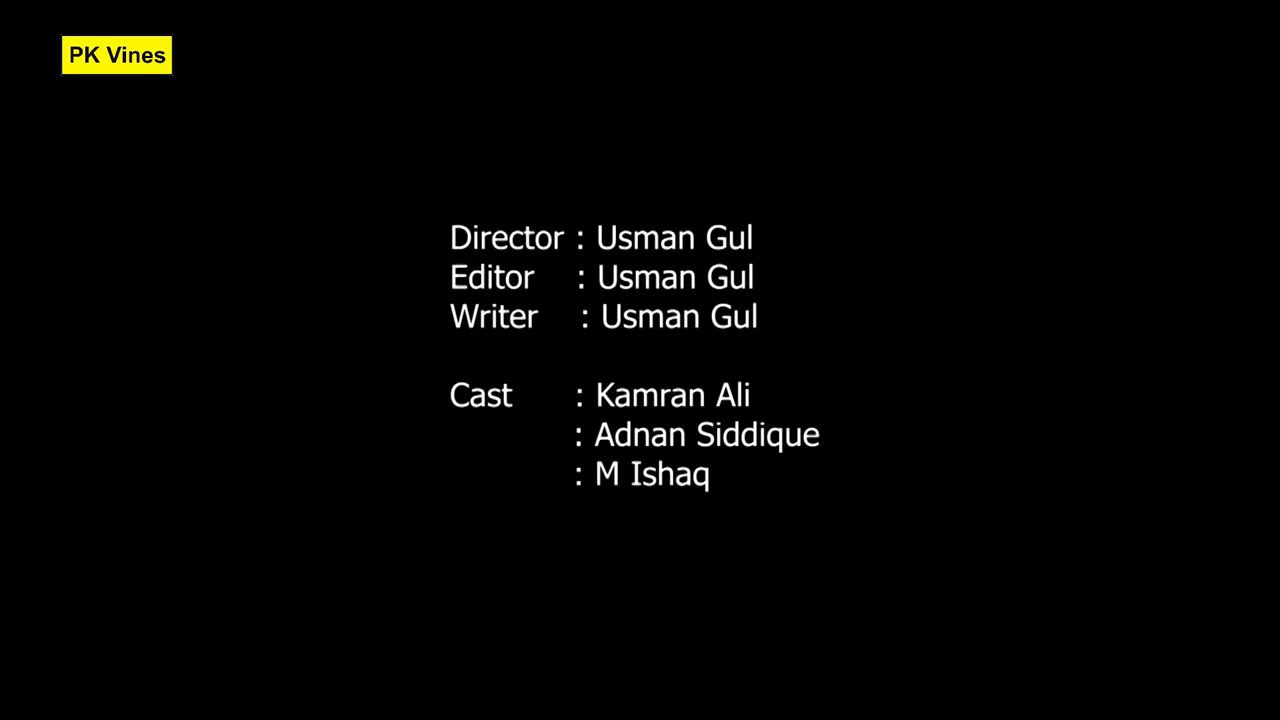 PK Vines
Director : Usman Gul
Editor : Usman Gul
Writer : Usman Gul
Cast : Kamran Ali
: Adnan Siddique
: M Ishaq